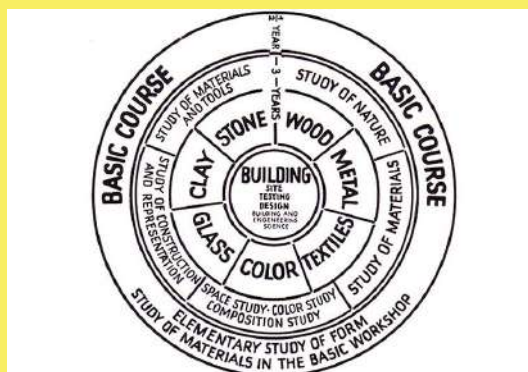 BASIC COURSE
BASIC COURSE
½ YEAR
3 YEARS
ELEMENTARY STUDY OF FORM
STUDY OF MATERIALS IN THE BASIC WORKSHOP
STUDY OF MATERIALS
AND TOOLS
STUDY OF NATURE
STUDY OF MATERIALS
SPACE STUDY · COLOR STUDY
COMPOSITION STUDY
STUDY OF CONSTRUCTION
AND REPRESENTATION
STONE
WOOD
METAL
TEXTILES
COLOR
GLASS
CLAY
BUILDING
SITE
TESTING
DESIGN
BUILDING AND
ENGINEERING
SCIENCE